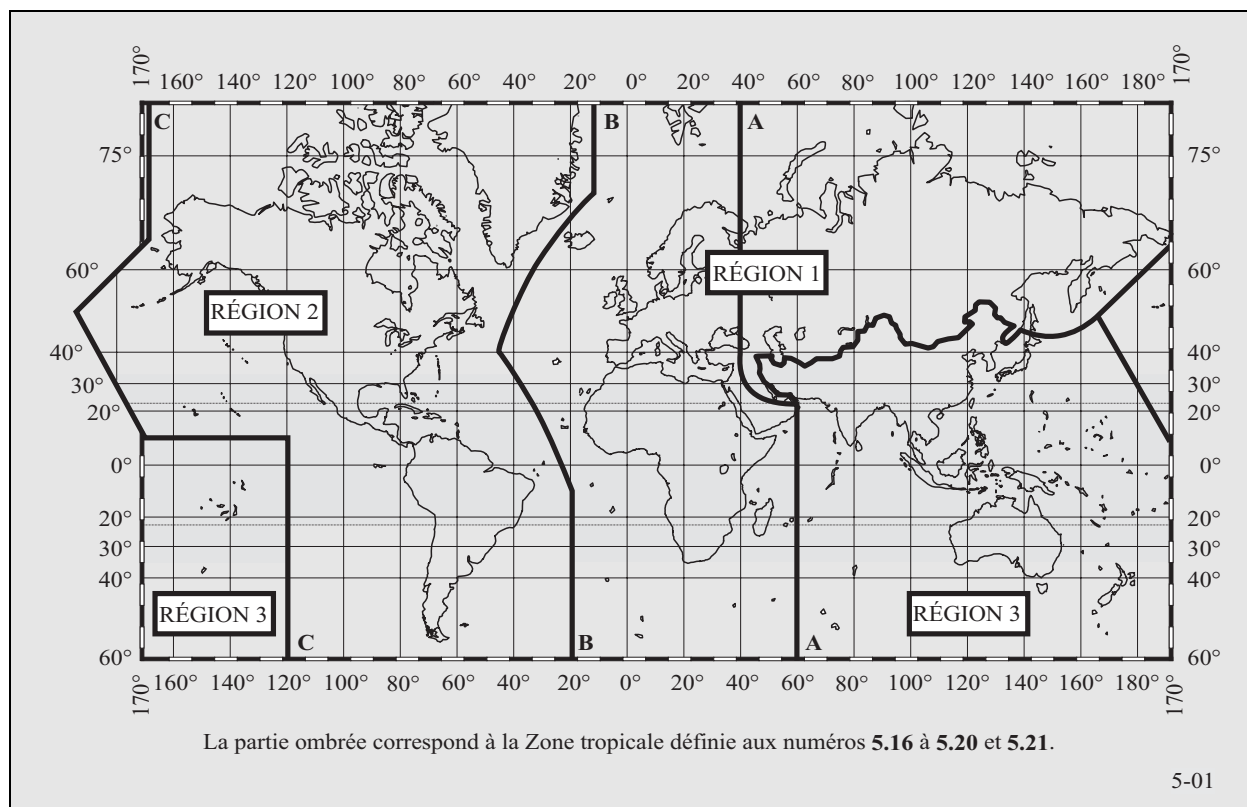 170° 160° 140° 120° 100° 80° 60° 40° 20° 0° 20° 40° 60° 80° 100° 120° 140° 160° 180° 170°
C B A
75° 75°
60° RÉGION 1 60°
RÉGION 2
40° 40°
30° 30°
20° 20°
0° 0°
20° 20°
30° 30°
40° 40°
RÉGION 3 RÉGION 3
C B A
60° 60°
170° 160° 140° 120° 100° 80° 60° 40° 20° 0° 20° 40° 60° 80° 100° 120° 140° 160° 180° 170°
La partie ombrée correspond à la Zone tropicale définie aux numéros 5.16 à 5.20 et 5.21.
5-01